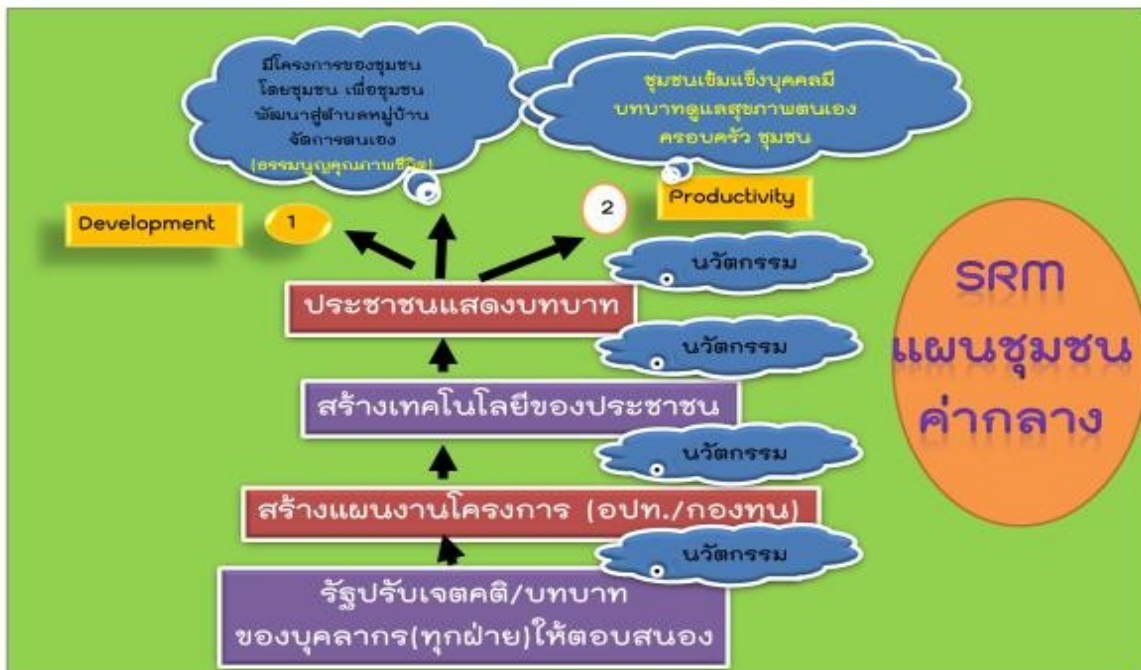 มีโครงการของชุมชน
โดยชุมชน เพื่อชุมชน
พัฒนาสู่ตำบลหมู่บ้าน
จัดการตนเอง
(ธรรมนูญคุณภาพชีวิต)
ชุมชนเข้มแข็งบุคคลมี
บทบาทดูแลสุขภาพตนเอง
ครอบครัว ชุมชน
Development
1
2
Productivity
นวัตกรรม
ประชาชนแสดงบทบาท
นวัตกรรม
สร้างเทคโนโลยีของประชาชน
นวัตกรรม
สร้างแผนงานโครงการ (อปท./กองทุน)
นวัตกรรม
รัฐปรับเจตคติ/บทบาท
ของบุคลากร(ทุกฝ่าย)ให้ตอบสนอง
SRM
แผนชุมชน
ค่ากลาง